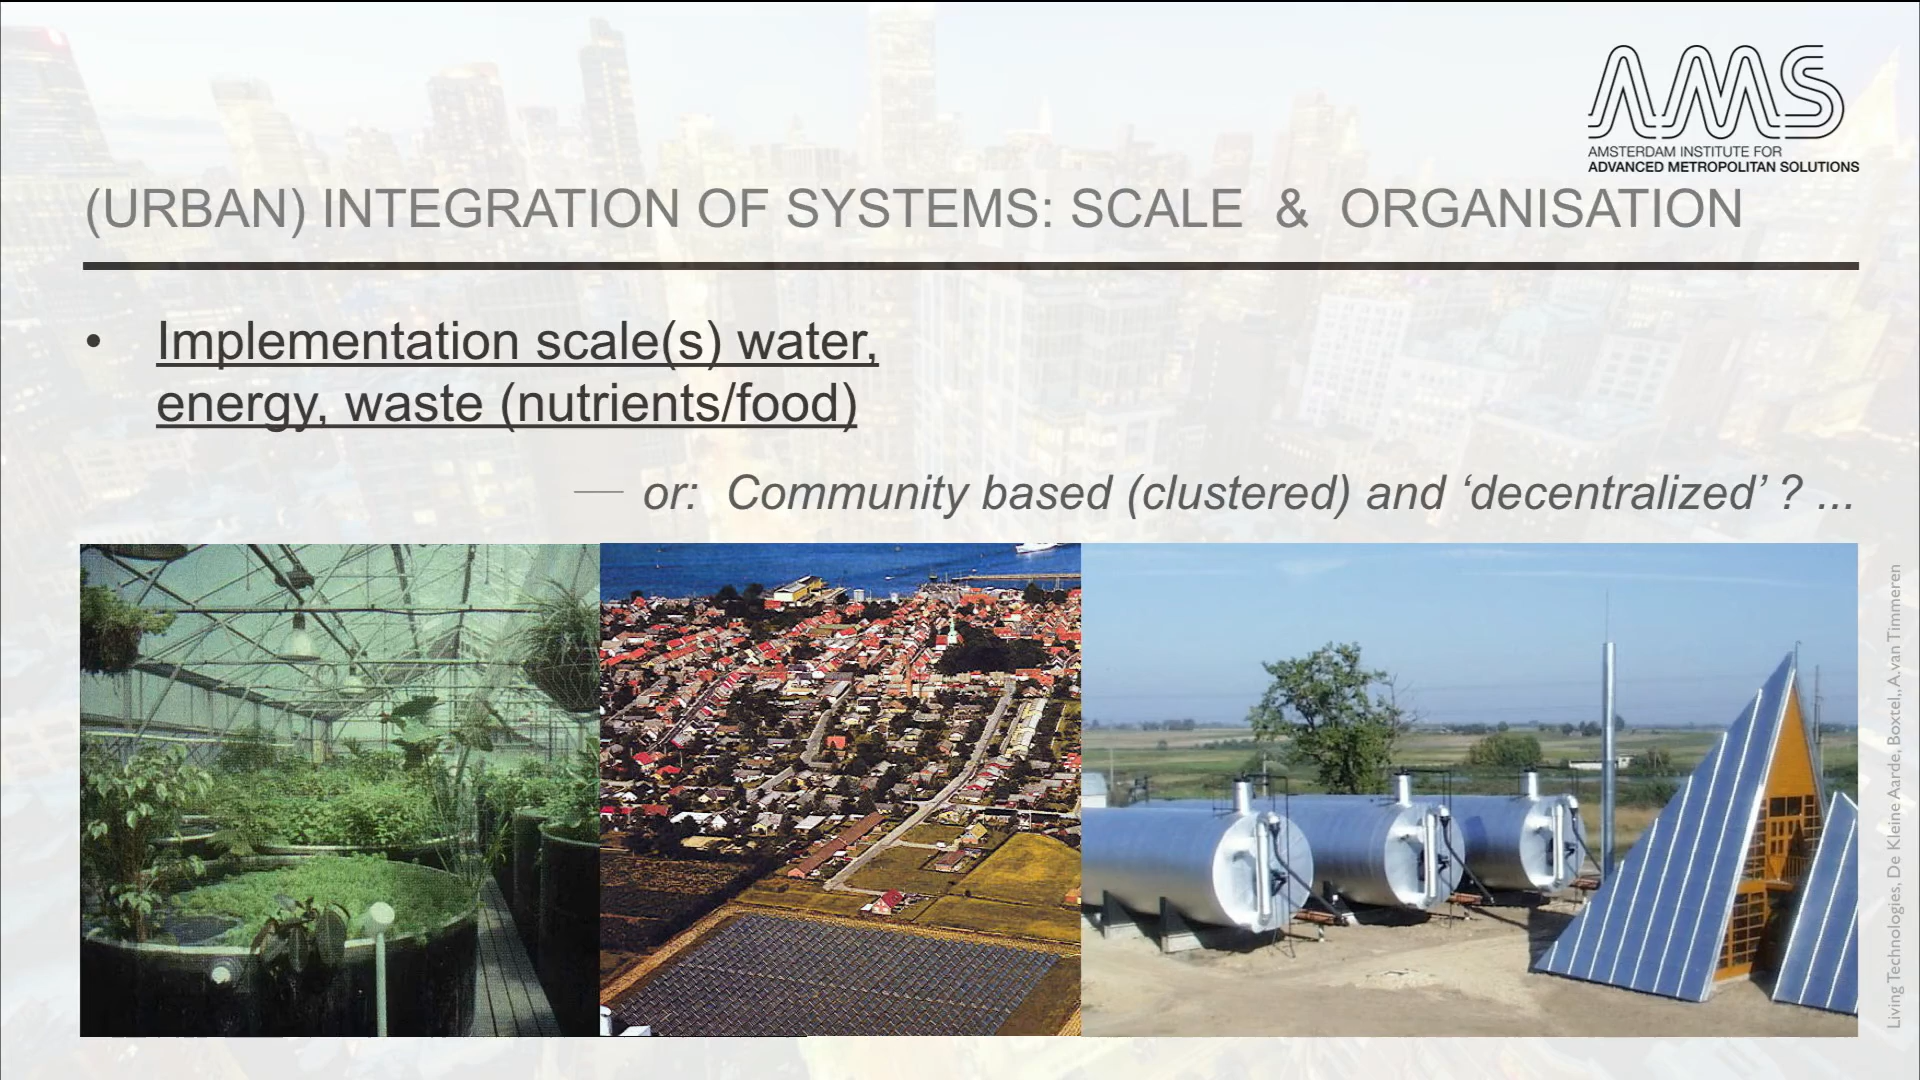 AMS
AMSTERDAM INSTITUTE FOR
ADVANCED METROPOLITAN SOLUTIONS
(URBAN) INTEGRATION OF SYSTEMS: SCALE & ORGANISATION
• Implementation scale(s) water,
energy, waste (nutrients/food)
— or: Community based (clustered) and ‘decentralized’ ? ...
Living Technologies, De Kleine Aarde, Boxtel,, A.van Timmeren